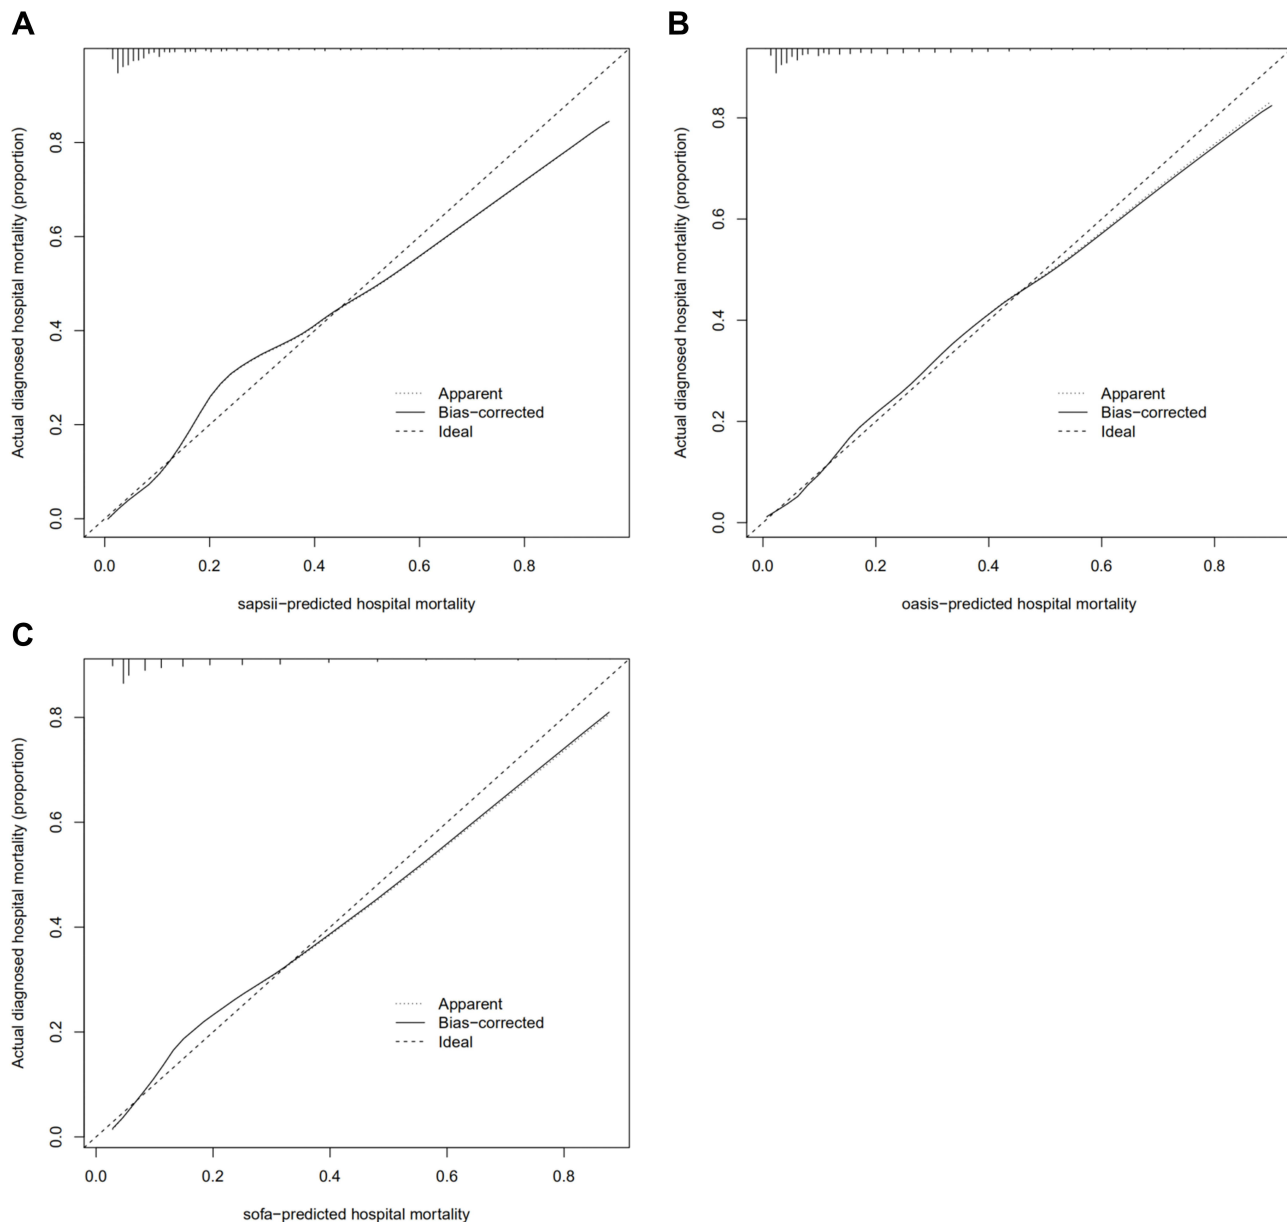 A
Actual diagnosed hospital mortality (proportion)
0.8
0.6
0.4
0.2
0.0
Apparent
Bias−corrected
Ideal
0.0 0.2 0.4 0.6 0.8
sapsii−predicted hospital mortality
B
Actual diagnosed hospital mortality (proportion)
0.8
0.6
0.4
0.2
0.0
Apparent
Bias−corrected
Ideal
0.0 0.2 0.4 0.6 0.8
oasis−predicted hospital mortality
C
Actual diagnosed hospital mortality (proportion)
0.8
0.6
0.4
0.2
0.0
Apparent
Bias−corrected
Ideal
0.0 0.2 0.4 0.6 0.8
sofa−predicted hospital mortality